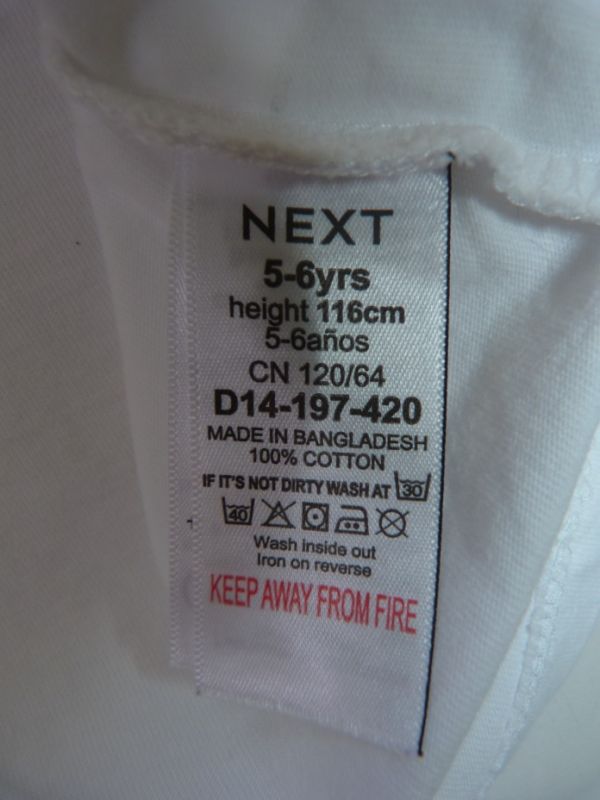 NEXT
5-6yrs
height 116cm
5-6años
CN 120/64
D14-197-420
MADE IN BANGLADESH
100% COTTON
IF IT'S NOT DIRTY WASH AT 30
40
Wash inside out
Iron on reverse
KEEP AWAY FROM FIRE